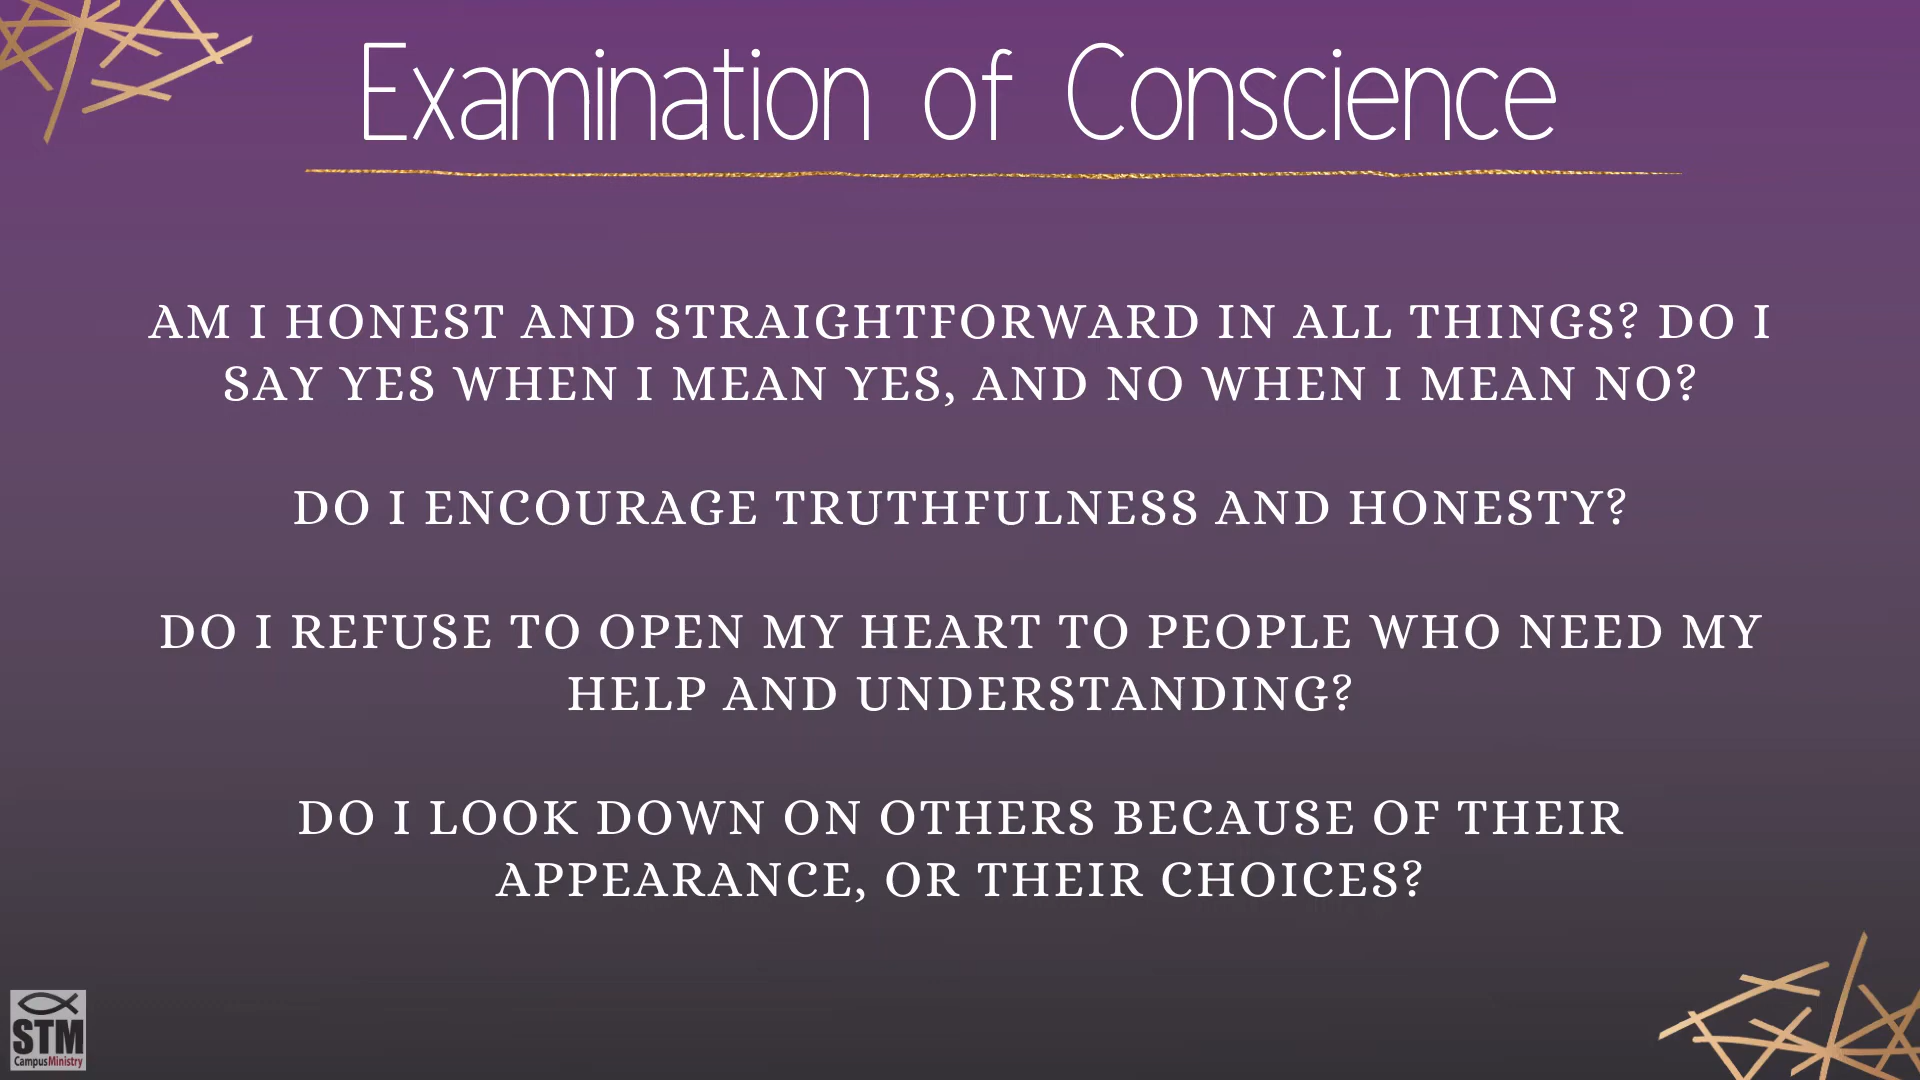 Examination of Conscience
AM I HONEST AND STRAIGHTFORWARD IN ALL THINGS? DO I
SAY YES WHEN I MEAN YES, AND NO WHEN I MEAN NO?
DO I ENCOURAGE TRUTHFULNESS AND HONESTY?
DO I REFUSE TO OPEN MY HEART TO PEOPLE WHO NEED MY
HELP AND UNDERSTANDING?
DO I LOOK DOWN ON OTHERS BECAUSE OF THEIR
APPEARANCE, OR THEIR CHOICES?
STM
CampusMinistry